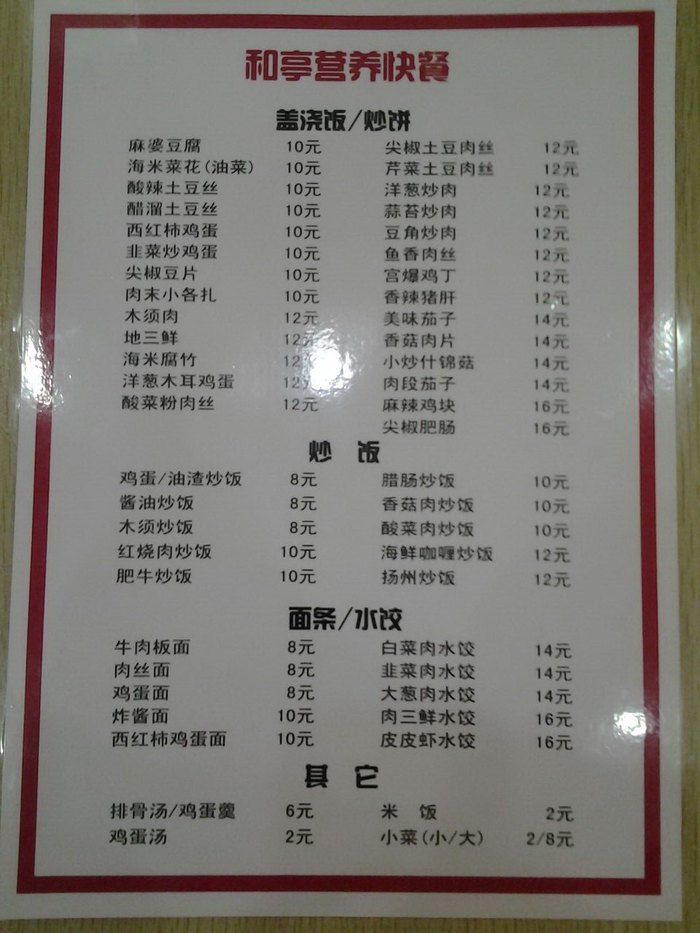 和亭营养快餐
盖浇饭/炒饼
麻婆豆腐 10元 尖椒土豆肉丝 12元
海米菜花(油菜) 10元 芹菜土豆肉丝 12元
酸辣土豆丝 10元 洋葱炒肉 12元
醋溜土豆丝 10元 蒜苔炒肉 12元
西红柿鸡蛋 10元 豆角炒肉 12元
韭菜炒鸡蛋 10元 鱼香肉丝 12元
尖椒豆片 10元 宫爆鸡丁 12元
肉末小各扎 10元 香辣猪肝 12元
木须肉 12元 美味茄子 14元
地三鲜 12元 香菇肉片 14元
海米腐竹 12元 小炒什锦菇 14元
洋葱木耳鸡蛋 12元 肉段茄子 14元
酸菜粉肉丝 12元 麻辣鸡块 16元
尖椒肥肠 16元
炒 饭
鸡蛋/油渣炒饭 8元 腊肠炒饭 10元
酱油炒饭 8元 香菇肉炒饭 10元
木须炒饭 8元 酸菜肉炒饭 10元
红烧肉炒饭 10元 海鲜咖喱炒饭 12元
肥牛炒饭 10元 扬州炒饭 12元
面条/水饺
牛肉板面 8元 白菜肉水饺 14元
肉丝面 8元 韭菜肉水饺 14元
鸡蛋面 8元 大葱肉水饺 14元
炸酱面 10元 肉三鲜水饺 16元
西红柿鸡蛋面 10元 皮皮虾水饺 16元
其 它
排骨汤/鸡蛋羹 6元 米 饭 2元
鸡蛋汤 2元 小菜(小/大) 2/8元